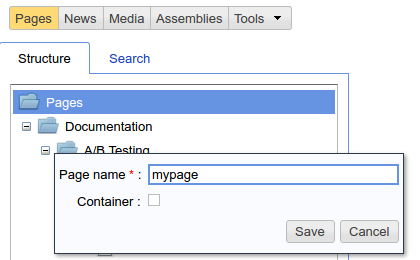 Pages News Media Assemblies Tools
Structure Search
Pages
Documentation
A/B Testing
Page name * : mypage
Container :
Save Cancel